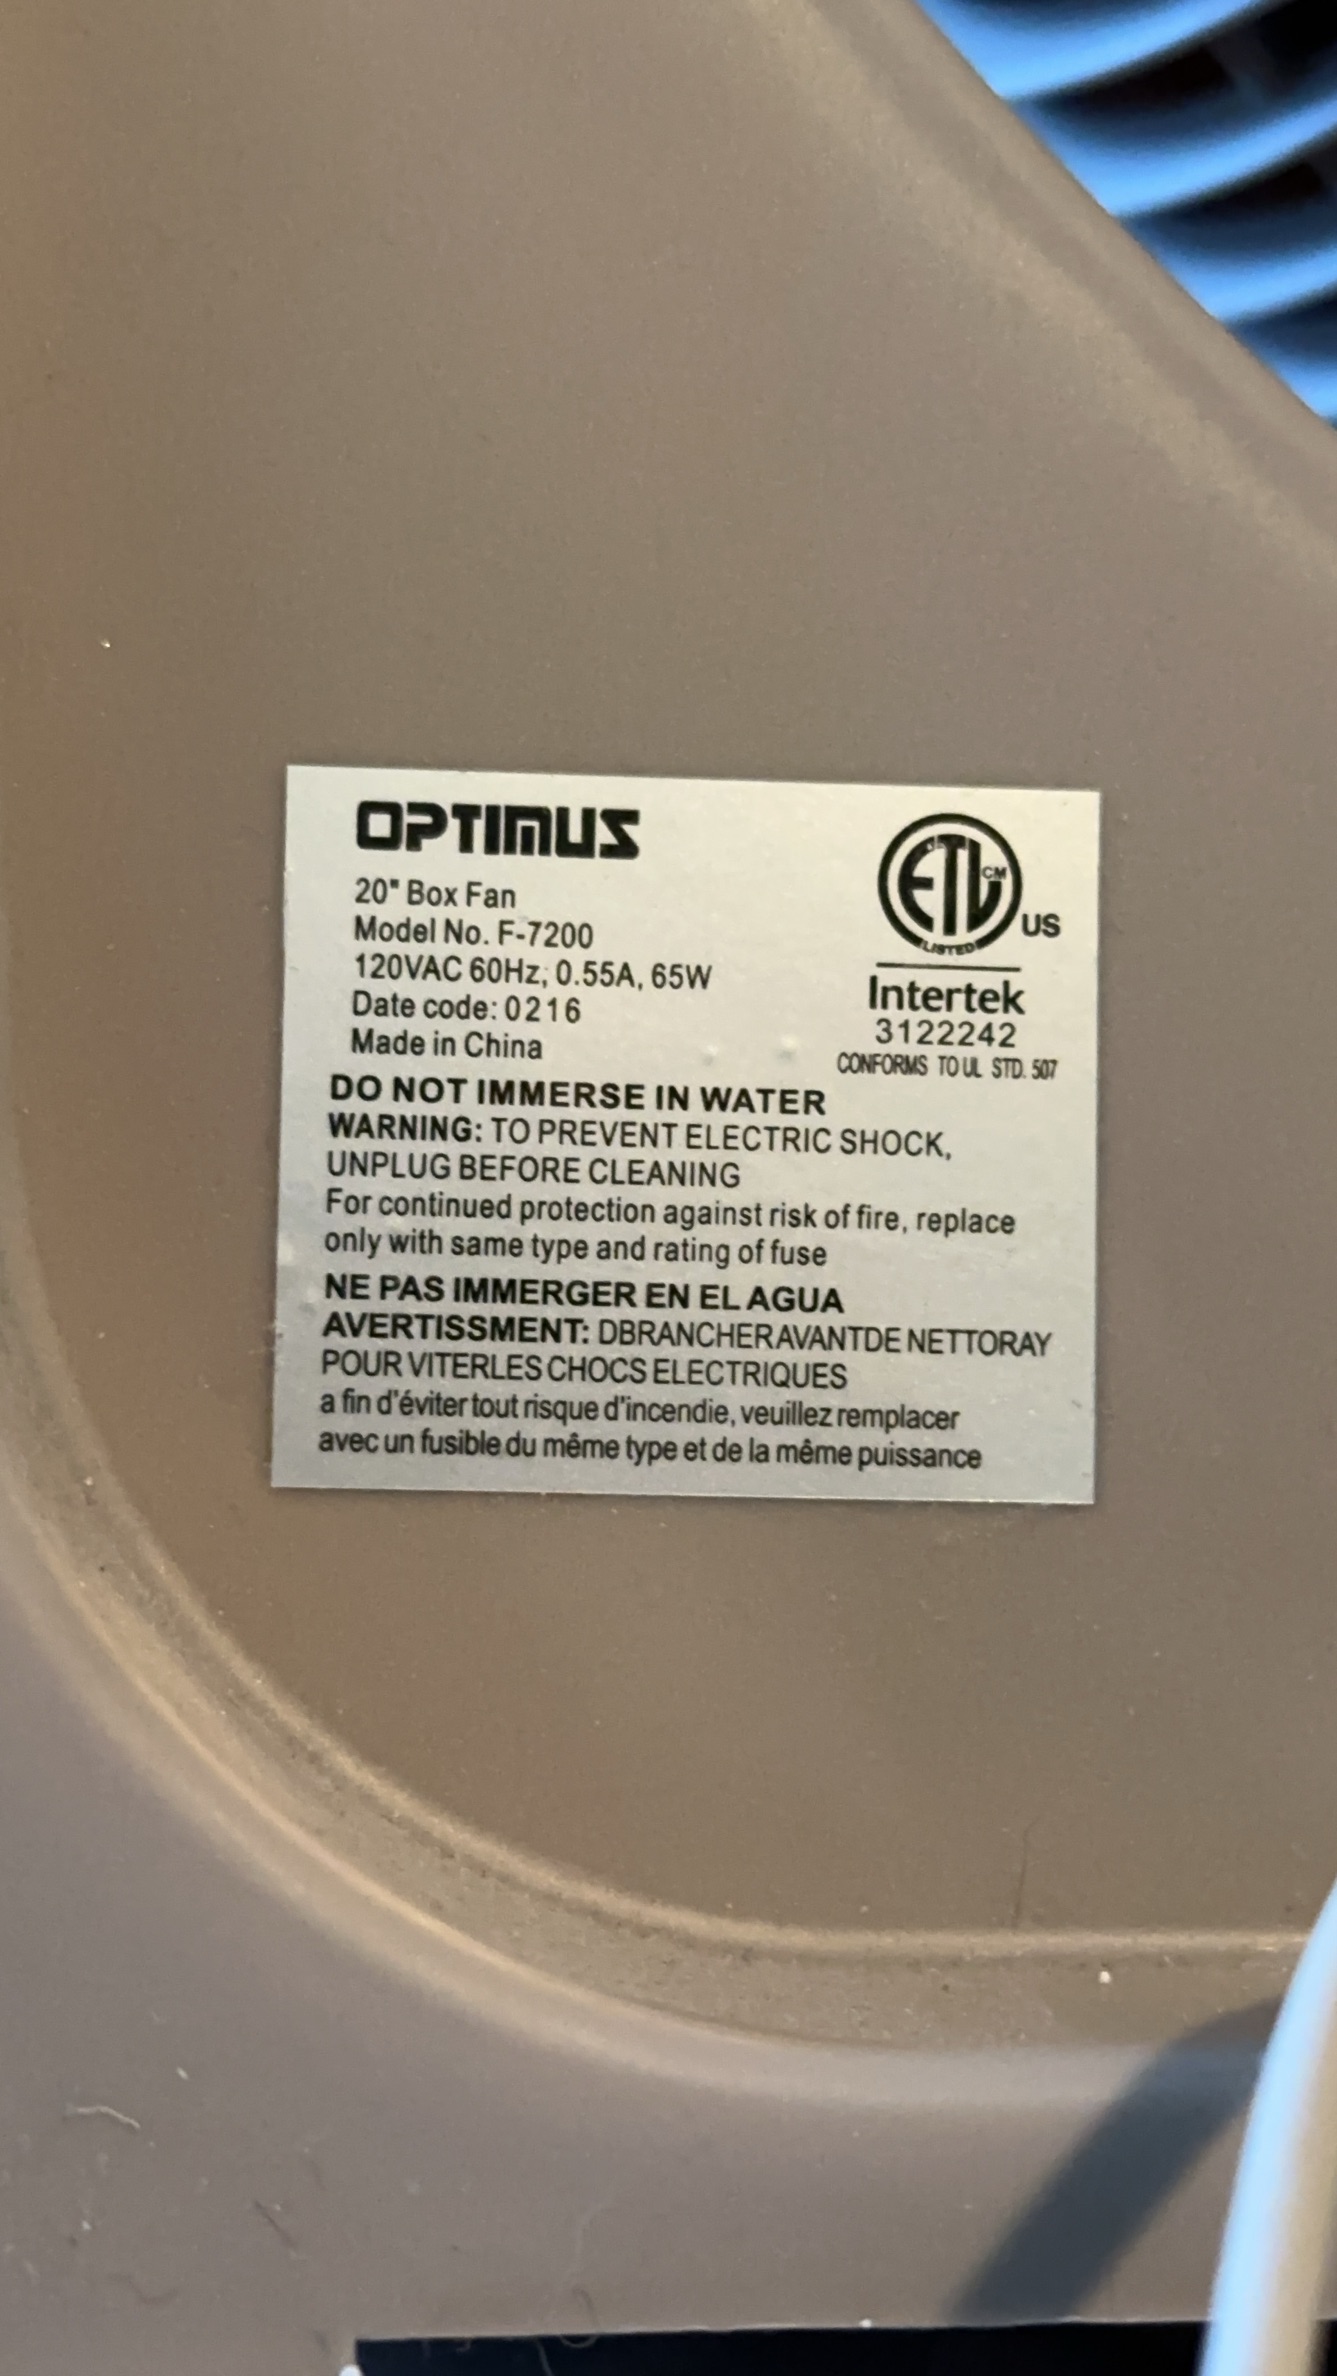 OPTIMUS
20" Box Fan
Model No. F-7200
120VAC 60Hz; 0.55A, 65W
Date code: 0216
Made in China
ETL CM
LISTED
US
Intertek
3122242
CONFORMS TO UL STD. 507
DO NOT IMMERSE IN WATER
WARNING: TO PREVENT ELECTRIC SHOCK,
UNPLUG BEFORE CLEANING
For continued protection against risk of fire, replace
only with same type and rating of fuse
NE PAS IMMERGER EN EL AGUA
AVERTISSMENT: DBRANCHERAVANTDE NETTORAY
POUR VITERLES CHOCS ELECTRIQUES
a fin d'éviter tout risque d'incendie, veuillez remplacer
avec un fusible du même type et de la même puissance